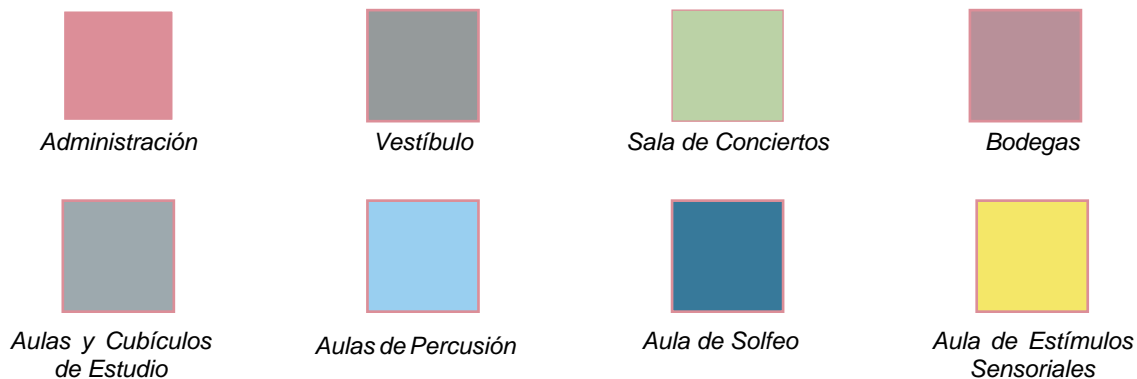 Administración
Vestíbulo
Sala de Conciertos
Bodegas
Aulas y Cubículos
de Estudio
Aulas de Percusión
Aula de Solfeo
Aula de Estímulos
Sensoriales